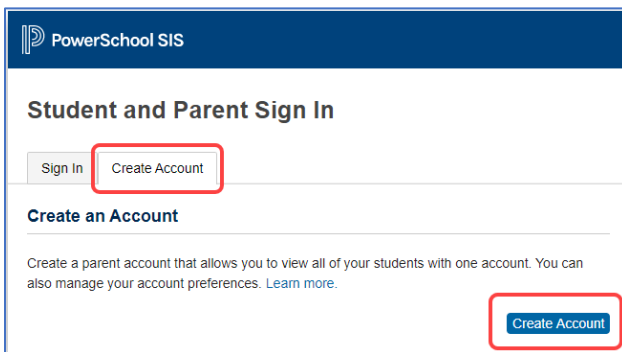 PowerSchool SIS
Student and Parent Sign In
Sign In Create Account
Create an Account
Create a parent account that allows you to view all of your students with one account. You can
also manage your account preferences. Learn more.
Create Account